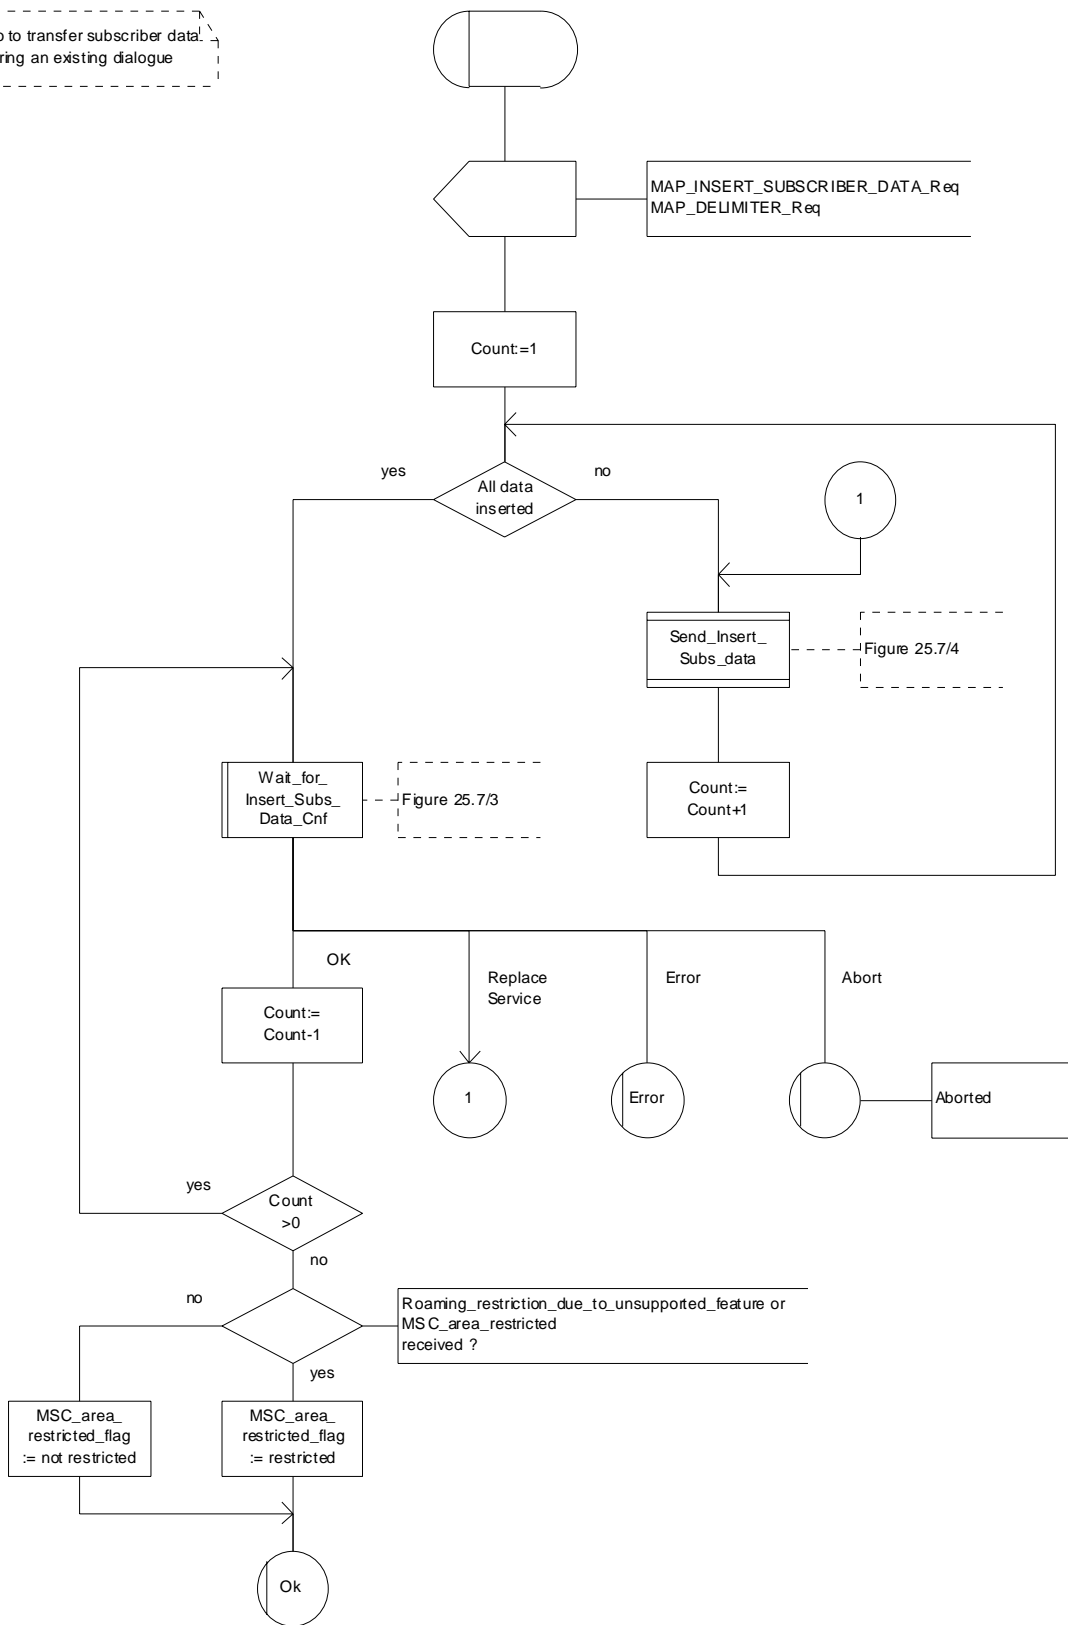 to transfer subscriber data
an existing dialogue
MAP_INSERT_SUBSCRIBER_DATA_Req
MAP_DELIMITER_Req
Count:=1
yes
no
All data
inserted
1
Send_Insert_
Subs_data
Figure 25.7/4
Wait_for_
Insert_Subs_
Data_Cnf
Figure 25.7/3
Count:=
Count+1
OK
Replace
Service
Error
Abort
Count:=
Count-1
1
Error
Aborted
yes
Count
>0
no
no
Roaming_restriction_due_to_unsupported_feature or
MSC_area_restricted
received ?
yes
MSC_area_
restricted_flag
:= not restricted
MSC_area_
restricted_flag
:= restricted
Ok